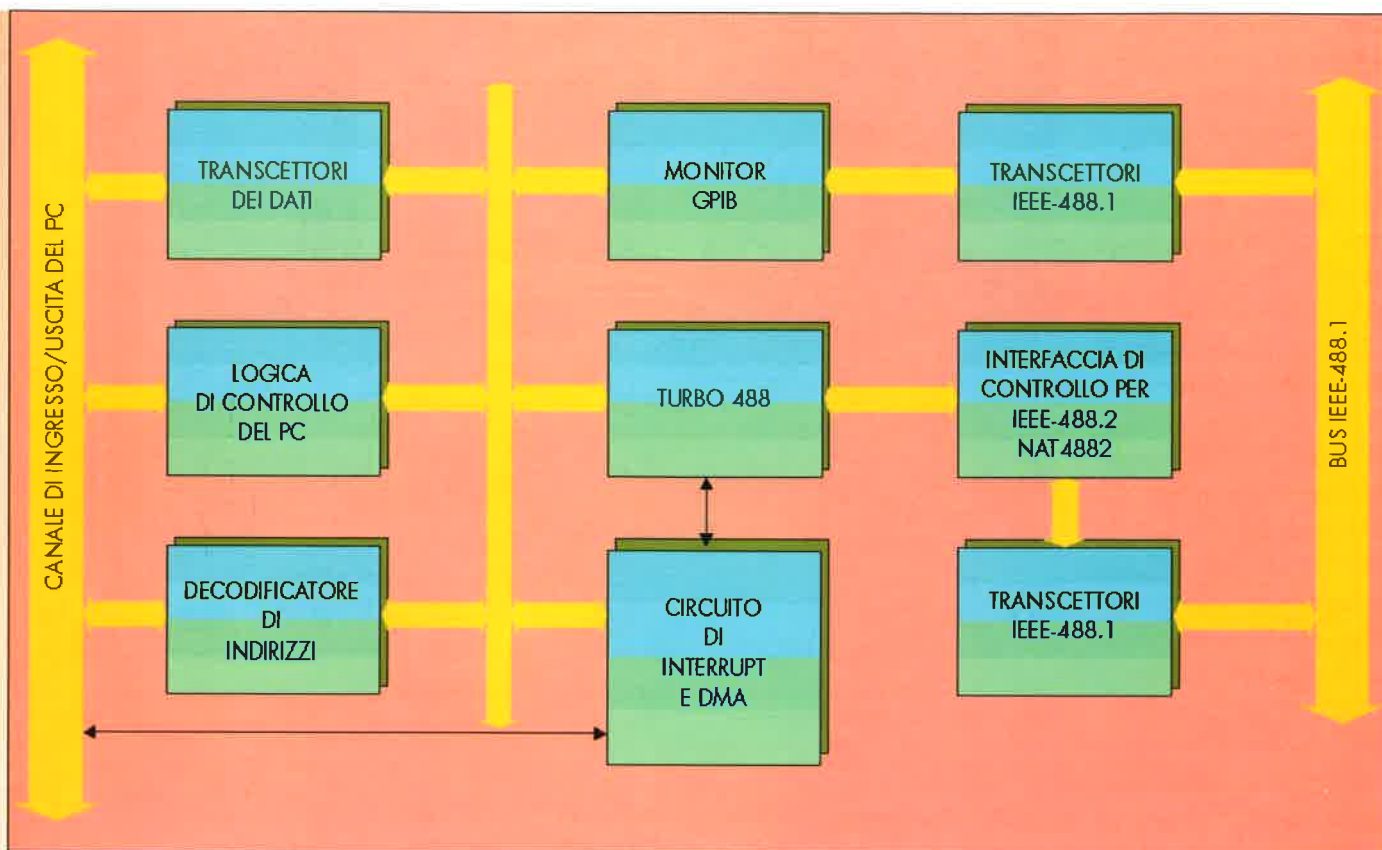 CANALE DI INGRESSO/USCITA DEL PC
TRANSCETTORI
DEI DATI
MONITOR
GPIB
TRANSCETTORI
IEEE-488.1
LOGICA
DI CONTROLLO
DEL PC
TURBO 488
INTERFACCIA DI
CONTROLLO PER
IEEE-488.2
NAT4882
DECODIFICATORE
DI
INDIRIZZI
CIRCUITO
DI
INTERRUPT
E DMA
TRANSCETTORI
IEEE-488.1
BUS IEEE-488.1